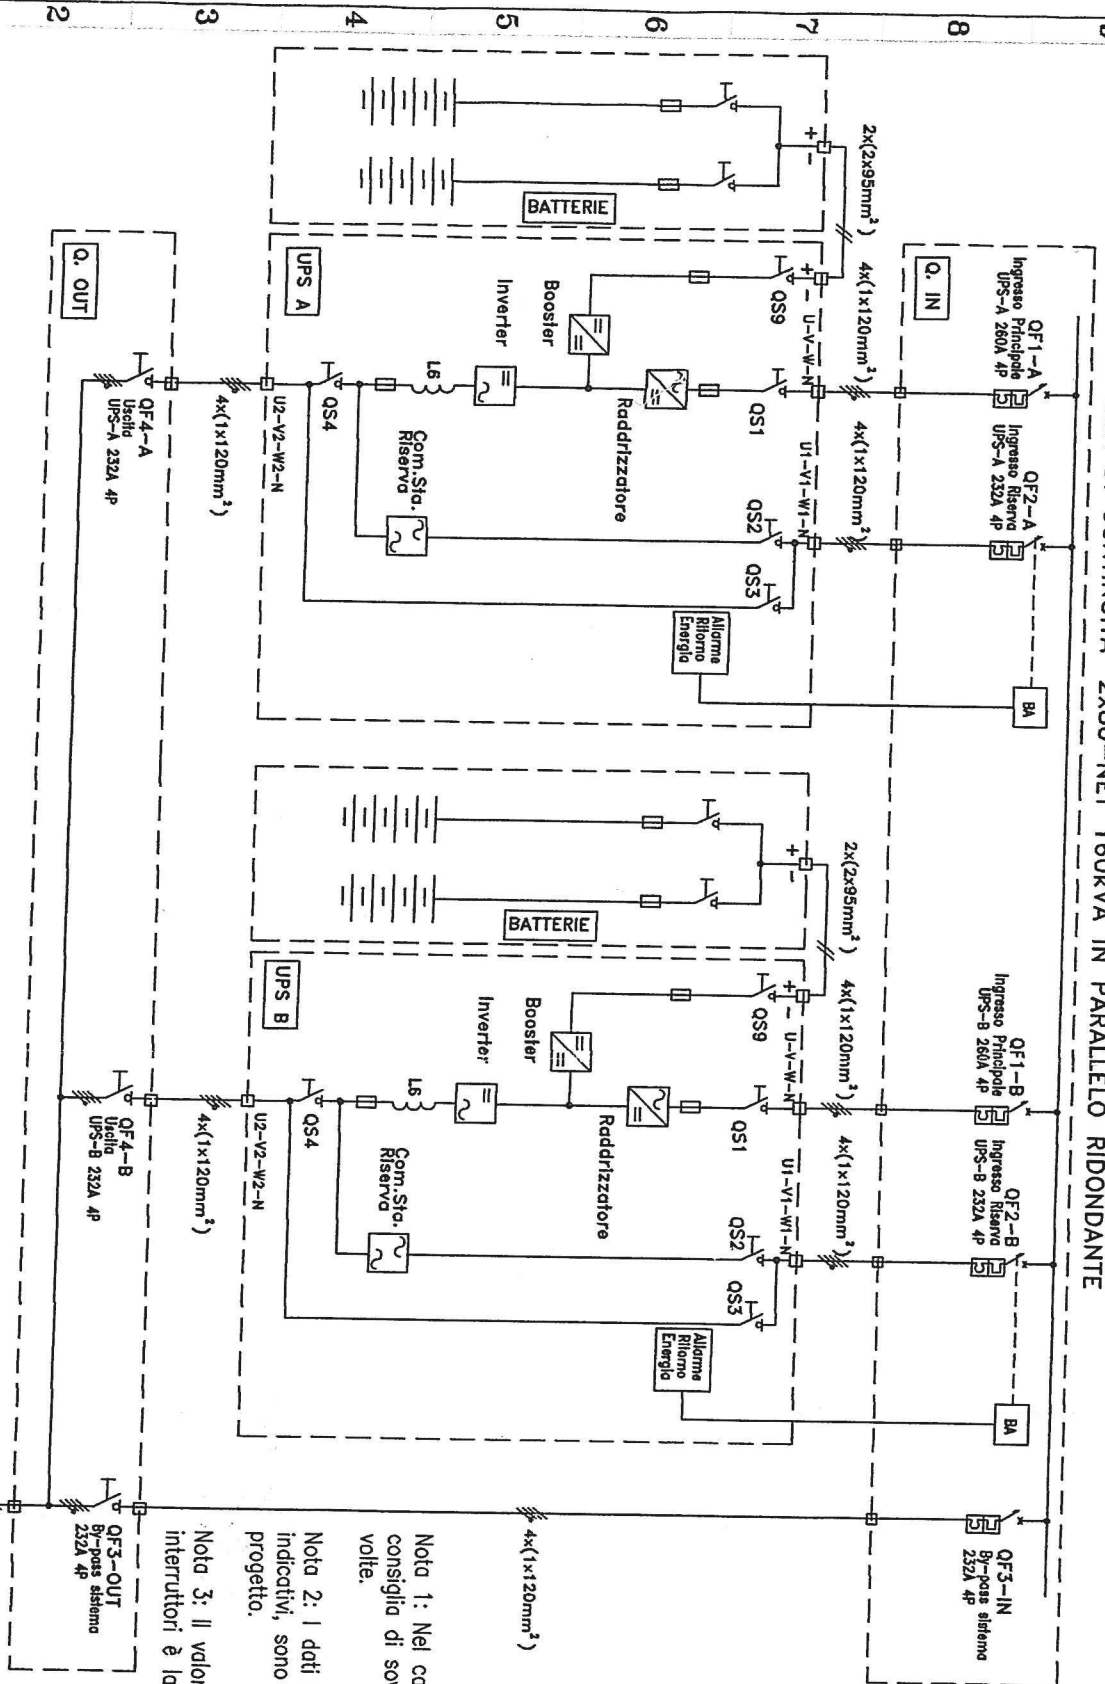 2x80-NET 160KVA IN PARALLELO RIDONDANTE
8
7
6
5
4
3
2
Q. IN
QF1-A
Ingresso Principale
UPS-A 260A 4P
QF2-A
Ingresso Riserva
UPS-A 232A 4P
BA
QF1-B
Ingresso Principale
UPS-B 260A 4P
QF2-B
Ingresso Riserva
UPS-B 232A 4P
BA
QF3-IN
By-pass sistema
232A 4P
2x(2x95mm²)
4x(1x120mm²)
4x(1x120mm²)
2x(2x95mm²)
4x(1x120mm²)
4x(1x120mm²)
+ -
+ -
U-V-W-N
U1-V1-W1-N
+ -
+ -
U-V-W-N
U1-V1-W1-N
QS9
QS1
QS2
QS3
QS9
QS1
QS2
QS3
Allarme
Ritorno
Energia
Allarme
Ritorno
Energia
BATTERIE
Booster
Raddrizzatore
Inverter
BATTERIE
Booster
Raddrizzatore
Inverter
4x(1x120mm²)
L6
Com.Sta.
Riserva
L6
Com.Sta.
Riserva
UPS A
QS4
U2-V2-W2-N
UPS B
QS4
U2-V2-W2-N
4x(1x120mm²)
4x(1x120mm²)
Q. OUT
QF4-A
Uscita
UPS-A 232A 4P
QF4-B
Uscita
UPS-B 232A 4P
QF3-OUT
By-pass sistema
232A 4P
Nota 1: Nel
consiglia di
volte.
Nota 2: I dati
indicativi, sono
progetto.
Nota 3: Il
interruttori è